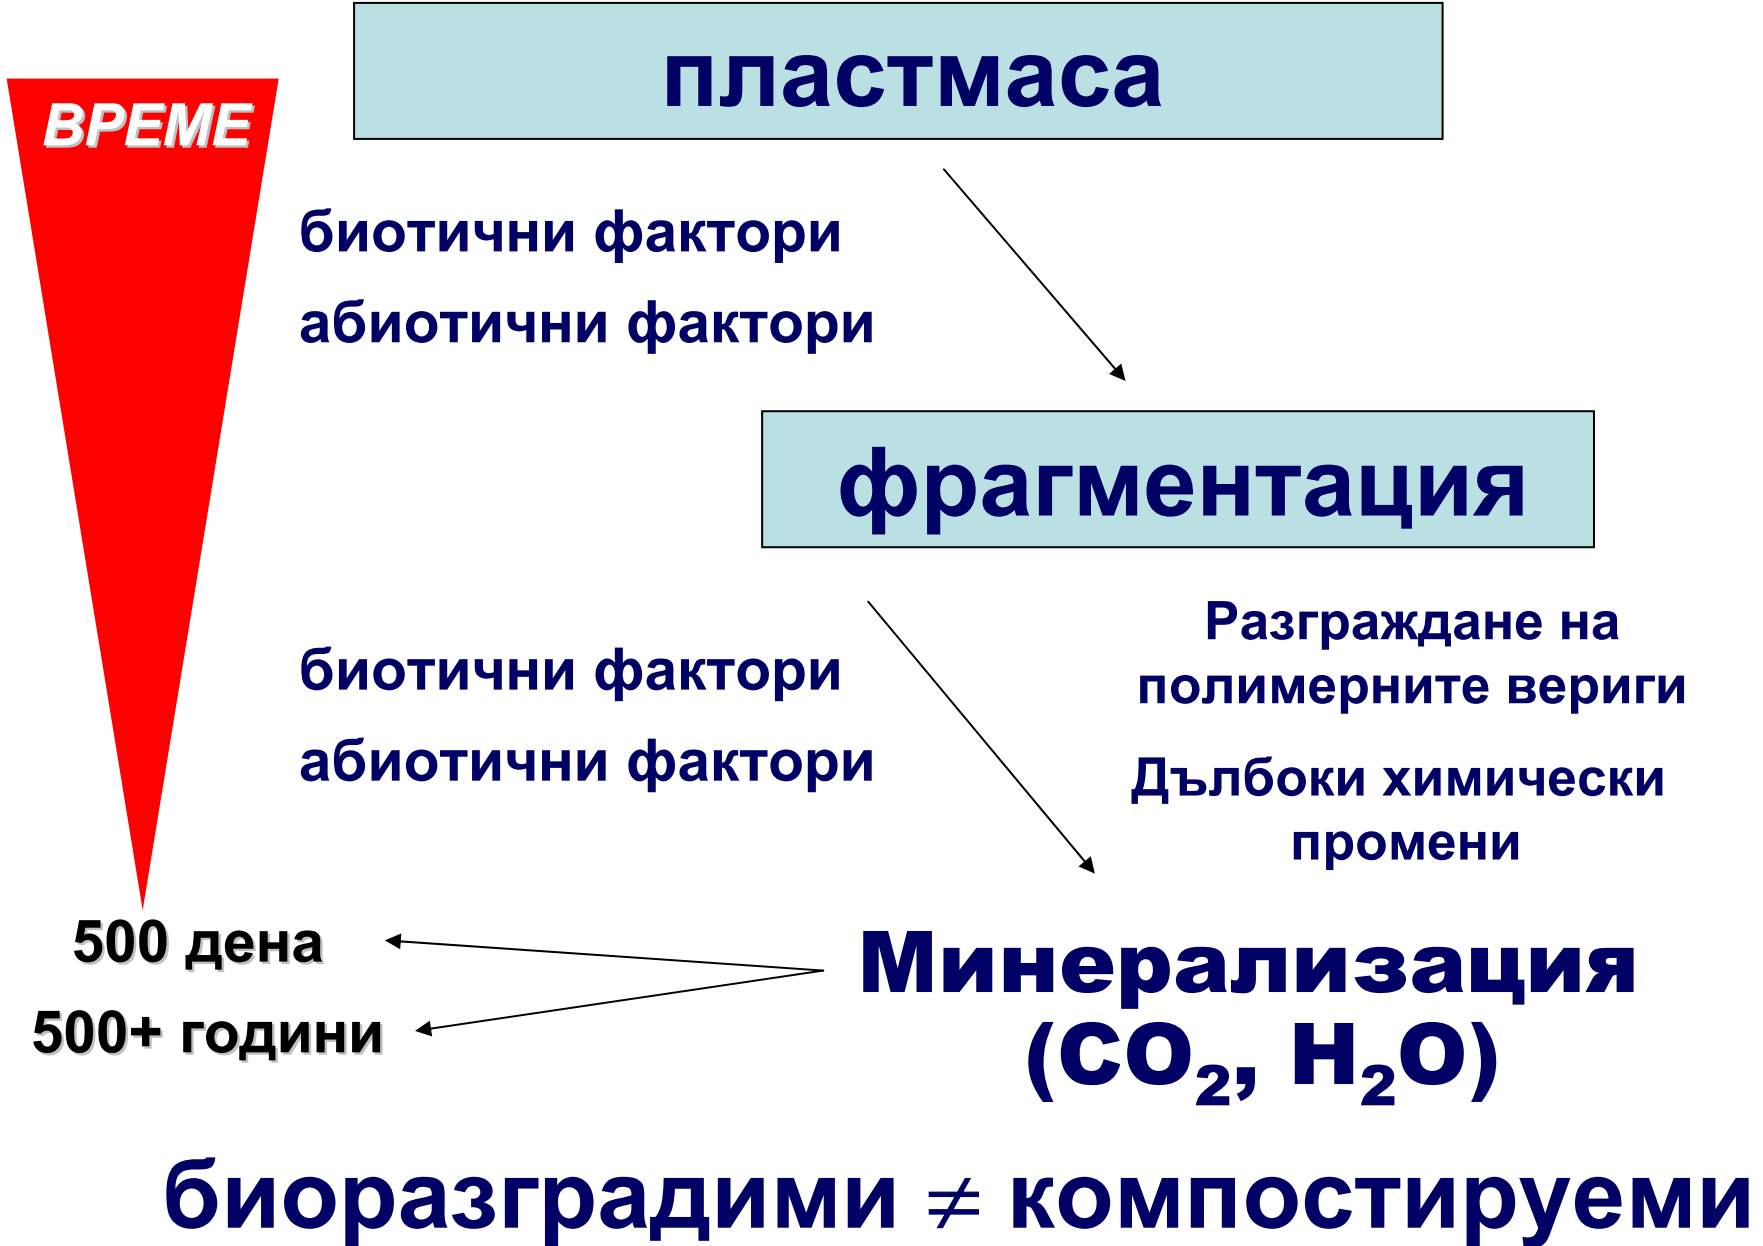 пластмаса
ВРЕМЕ
биотични фактори
абиотични фактори
фрагментация
Разграждане на
полимерните вериги
биотични фактори
абиотични фактори
Дълбоки химически
промени
500 дена
500+ години
Минерализация
(CO₂, H₂O)
биоразградими ≠ компостируеми